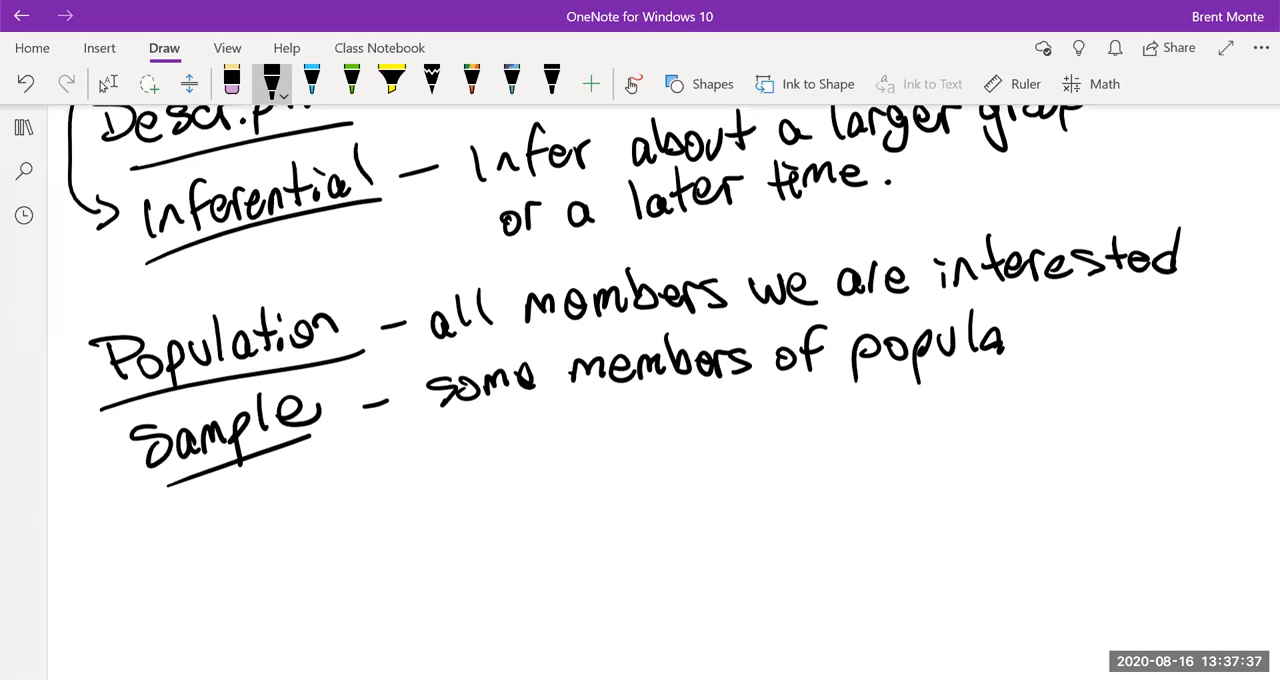 OneNote for Windows 10
Brent Monte
Home Insert Draw View Help Class Notebook Share
Shapes Ink to Shape Ink to Text Ruler Math
Inferential - Infer about a larger group
or a later time.
Population - all members we are interested
Sample - some members of popula
2020-08-16 13:37:37